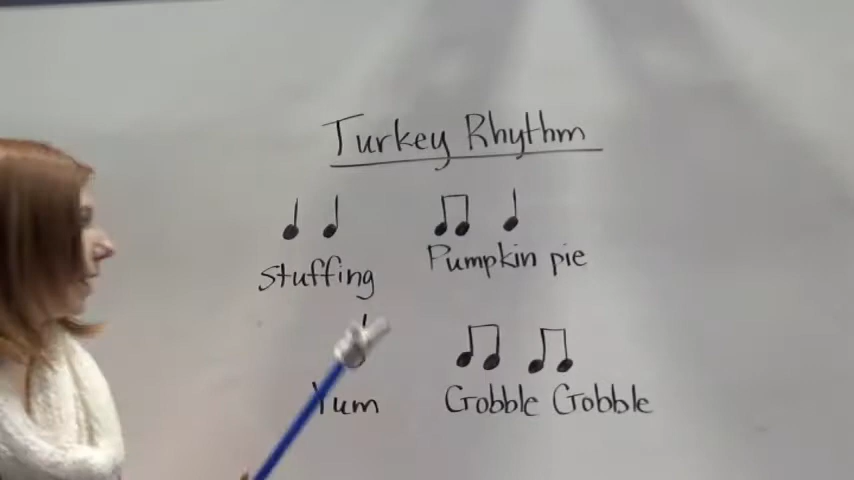 Turkey Rhythm
Stuffing
Pumpkin pie
Yum
Gobble Gobble